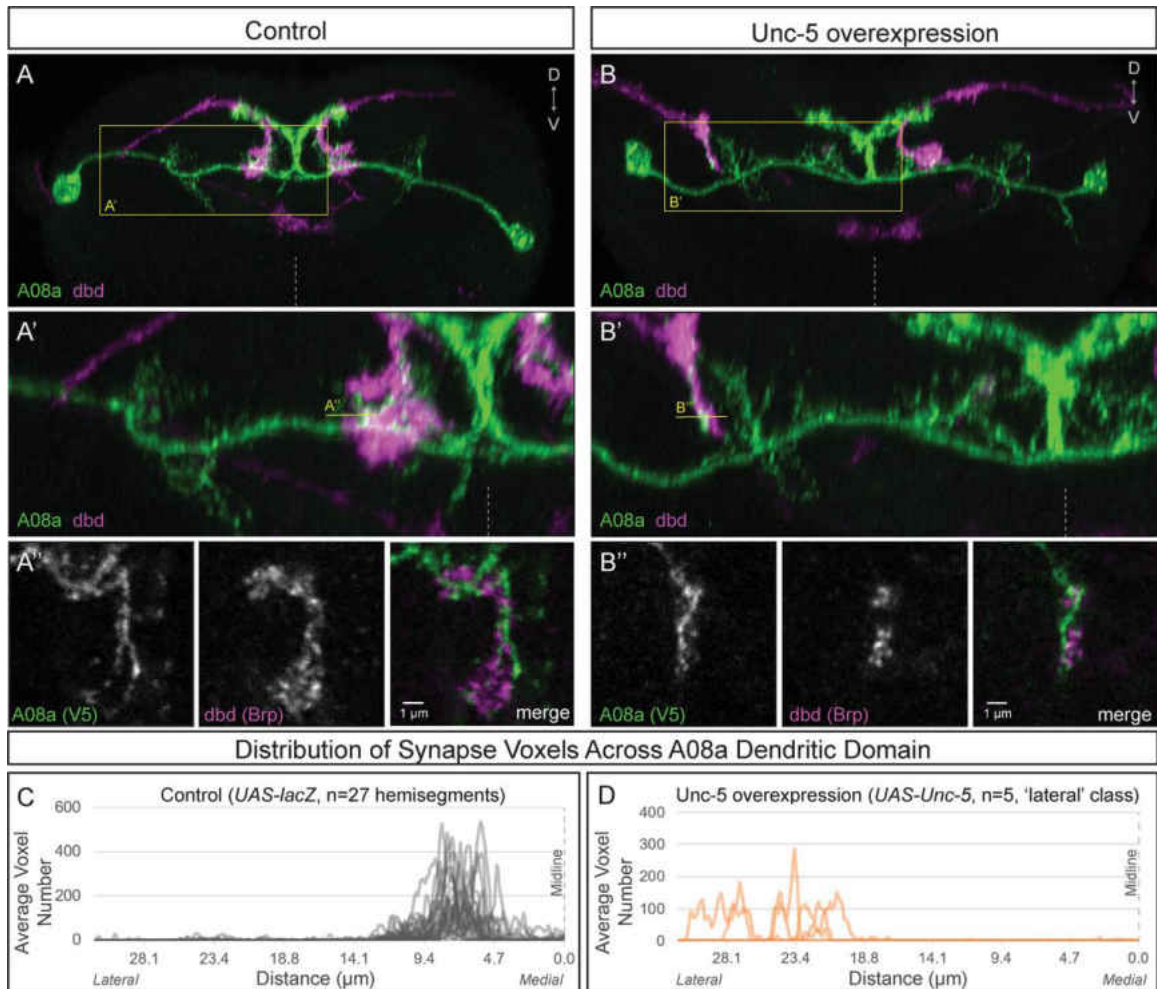 Control
Unc-5 overexpression
A
D
V
A'
A08a dbd
B
D
V
B'
A08a dbd
A'
A"
A08a dbd
B'
B"
A08a dbd
A"
A08a (V5)
dbd (Brp)
1 µm
merge
B"
A08a (V5)
dbd (Brp)
1 µm
merge
Distribution of Synapse Voxels Across A08a Dendritic Domain
C
Control (UAS-lacZ, n=27 hemisegments)
Average Voxel
Number
600
400
200
0
Midline
28.1 23.4 18.8 14.1 9.4 4.7 0.0
Lateral
Distance (µm)
Medial
D
Unc-5 overexpression (UAS-Unc-5, n=5, 'lateral' class)
Average Voxel
Number
400
300
200
100
0
Midline
28.1 23.4 18.8 14.1 9.4 4.7 0.0
Lateral
Distance (µm)
Medial